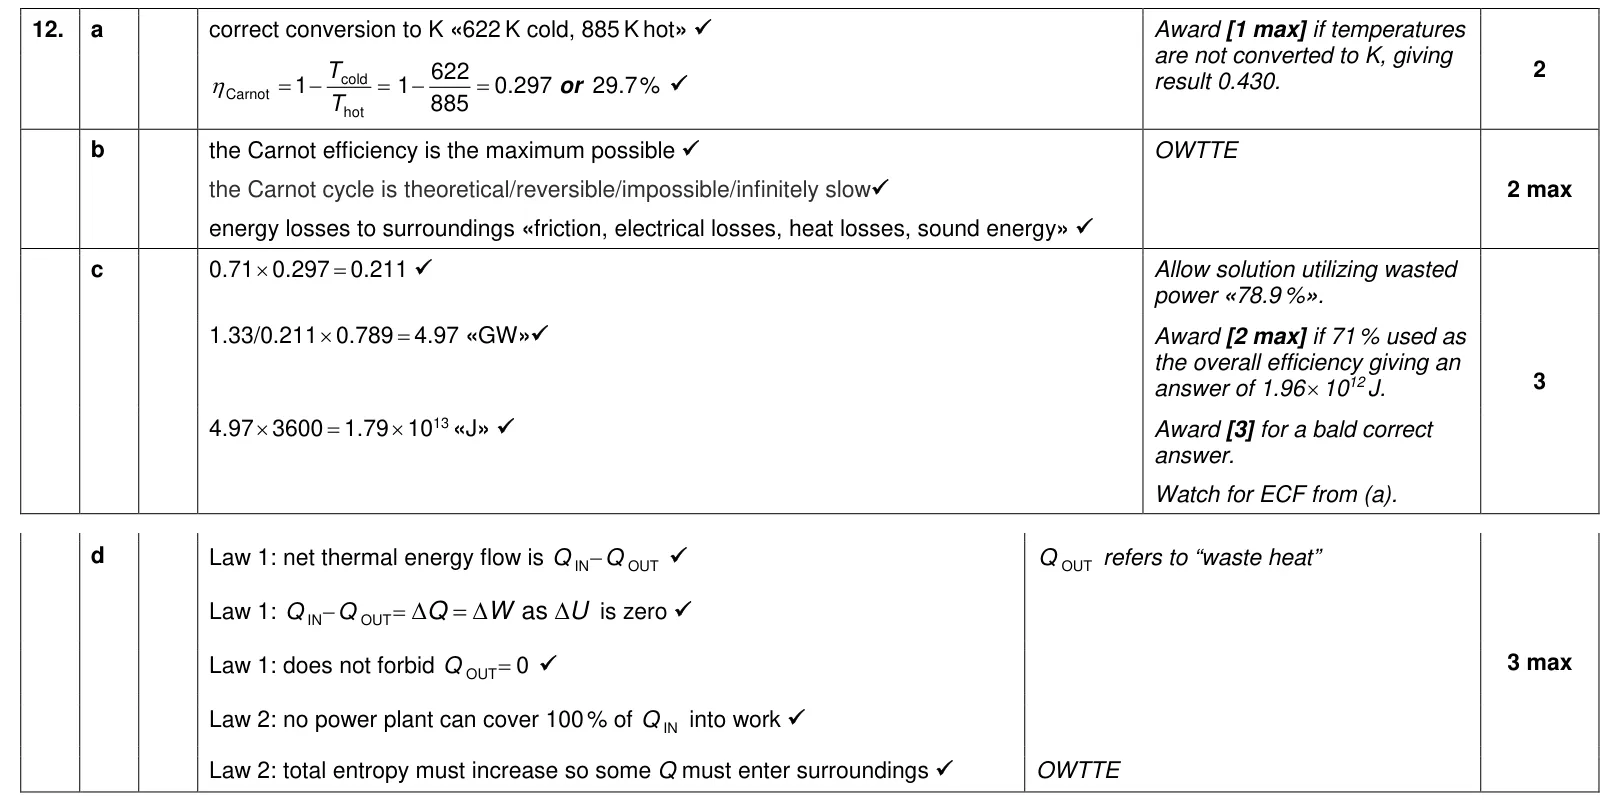 12. a correct conversion to K «622 K cold, 885 K hot» ✓ Award [1 max] if temperatures are not converted to K, giving result 0.430. 2
η_Carnot = 1 − T_cold / T_hot = 1 − 622 / 885 = 0.297 or 29.7 % ✓
b the Carnot efficiency is the maximum possible ✓ OWTTE 2 max
the Carnot cycle is theoretical/reversible/impossible/infinitely slow✓
energy losses to surroundings «friction, electrical losses, heat losses, sound energy» ✓
c 0.71 × 0.297 = 0.211 ✓ Allow solution utilizing wasted power «78.9 %».
1.33/0.211 × 0.789 = 4.97 «GW»✓ Award [2 max] if 71 % used as the overall efficiency giving an answer of 1.96× 10¹² J. 3
4.97 × 3600 = 1.79 × 10¹³ «J» ✓ Award [3] for a bald correct answer.
Watch for ECF from (a).
d Law 1: net thermal energy flow is Q_IN − Q_OUT ✓ Q_OUT refers to “waste heat”
Law 1: Q_IN − Q_OUT = ΔQ = ΔW as ΔU is zero ✓
Law 1: does not forbid Q_OUT = 0 ✓ 3 max
Law 2: no power plant can cover 100 % of Q_IN into work ✓
Law 2: total entropy must increase so some Q must enter surroundings ✓ OWTTE